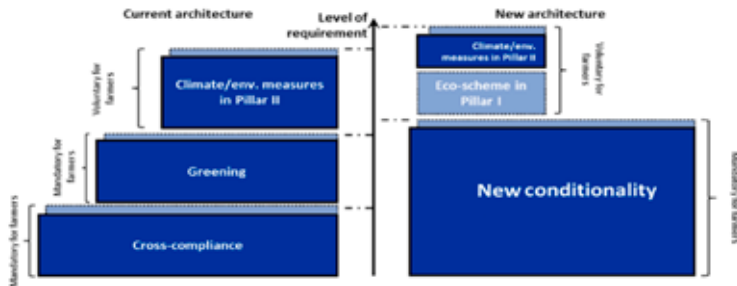 Current architecture
Level of
requirement
New architecture
Voluntary for
farmers
Climate/env. measures
in Pillar II
Climate/env.
measures in Pillar II
Eco-scheme in
Pillar I
Voluntary for
farmers
Mandatory for
farmers
Greening
Mandatory for farmers
Cross-compliance
New conditionality
Mandatory for
farmers